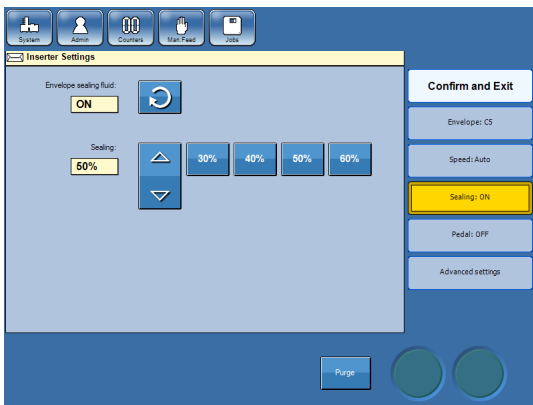 System Admin Counters Man.Feed Jobs
Inserter Settings
Envelope sealing fluid:
ON
Sealing:
50%
30% 40% 50% 60%
Confirm and Exit
Envelope: C5
Speed: Auto
Sealing: ON
Pedal: OFF
Advanced settings
Purge